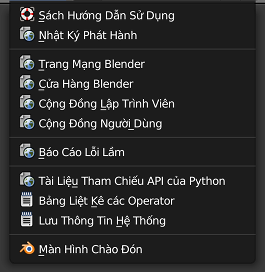 Sách Hướng Dẫn Sử Dụng
Nhật Ký Phát Hành
Trang Mạng Blender
Cửa Hàng Blender
Cộng Đồng Lập Trình Viên
Cộng Đồng Người Dùng
Báo Cáo Lỗi Lầm
Tài Liệu Tham Chiếu API của Python
Bảng Liệt Kê các Operator
Lưu Thông Tin Hệ Thống
Màn Hình Chào Đón